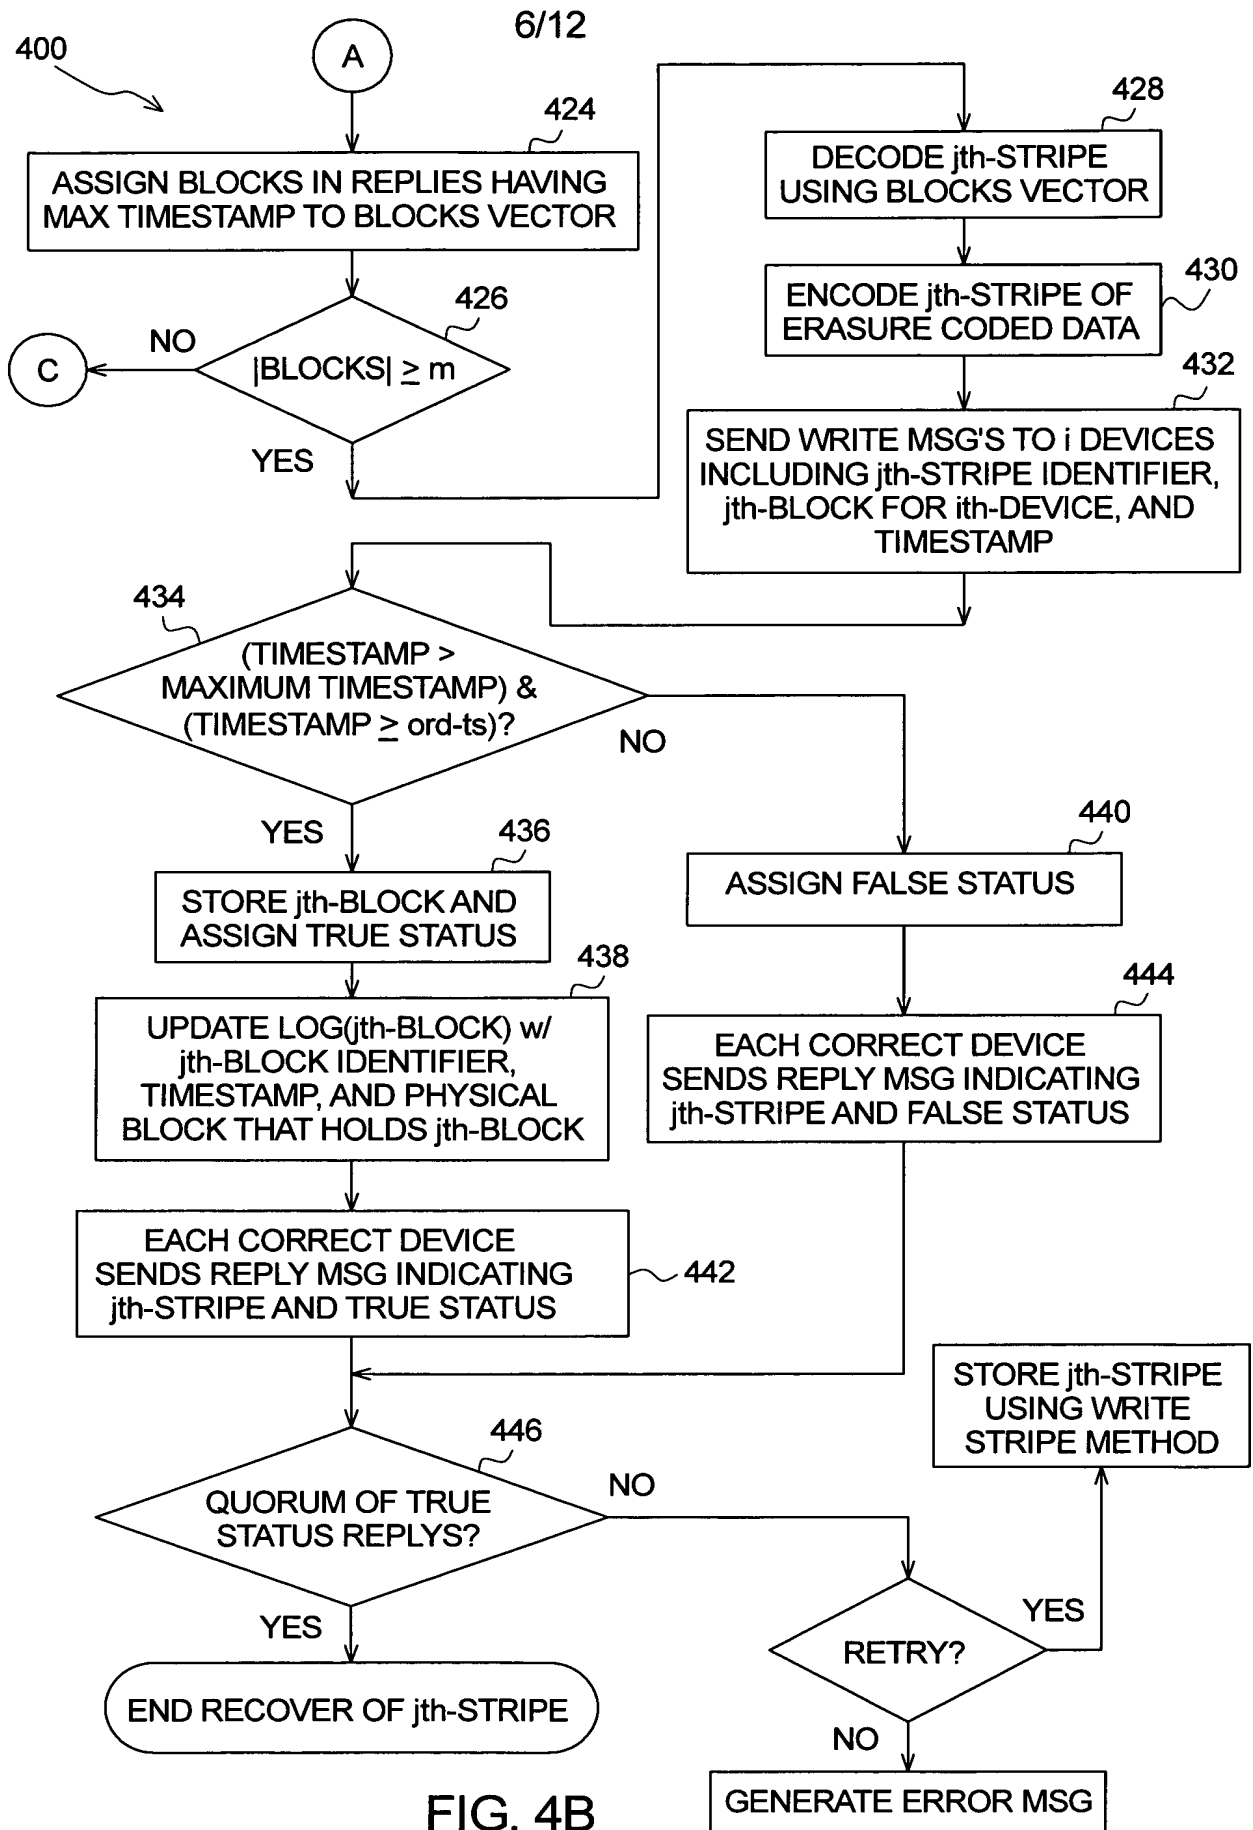 6/12
400
A
424
ASSIGN BLOCKS IN REPLIES HAVING
MAX TIMESTAMP TO BLOCKS VECTOR
426
|BLOCKS| ≥ m
NO
C
YES
428
DECODE jth-STRIPE
USING BLOCKS VECTOR
430
ENCODE jth-STRIPE OF
ERASURE CODED DATA
432
SEND WRITE MSG'S TO i DEVICES
INCLUDING jth-STRIPE IDENTIFIER,
jth-BLOCK FOR ith-DEVICE, AND
TIMESTAMP
434
(TIMESTAMP >
MAXIMUM TIMESTAMP) &
(TIMESTAMP ≥ ord-ts)?
NO
YES
436
STORE jth-BLOCK AND
ASSIGN TRUE STATUS
438
UPDATE LOG(jth-BLOCK) w/
jth-BLOCK IDENTIFIER,
TIMESTAMP, AND PHYSICAL
BLOCK THAT HOLDS jth-BLOCK
440
ASSIGN FALSE STATUS
444
EACH CORRECT DEVICE
SENDS REPLY MSG INDICATING
jth-STRIPE AND FALSE STATUS
EACH CORRECT DEVICE
SENDS REPLY MSG INDICATING
jth-STRIPE AND TRUE STATUS
442
446
QUORUM OF TRUE
STATUS REPLYS?
NO
YES
END RECOVER OF jth-STRIPE
STORE jth-STRIPE
USING WRITE
STRIPE METHOD
YES
RETRY?
NO
GENERATE ERROR MSG
FIG. 4B